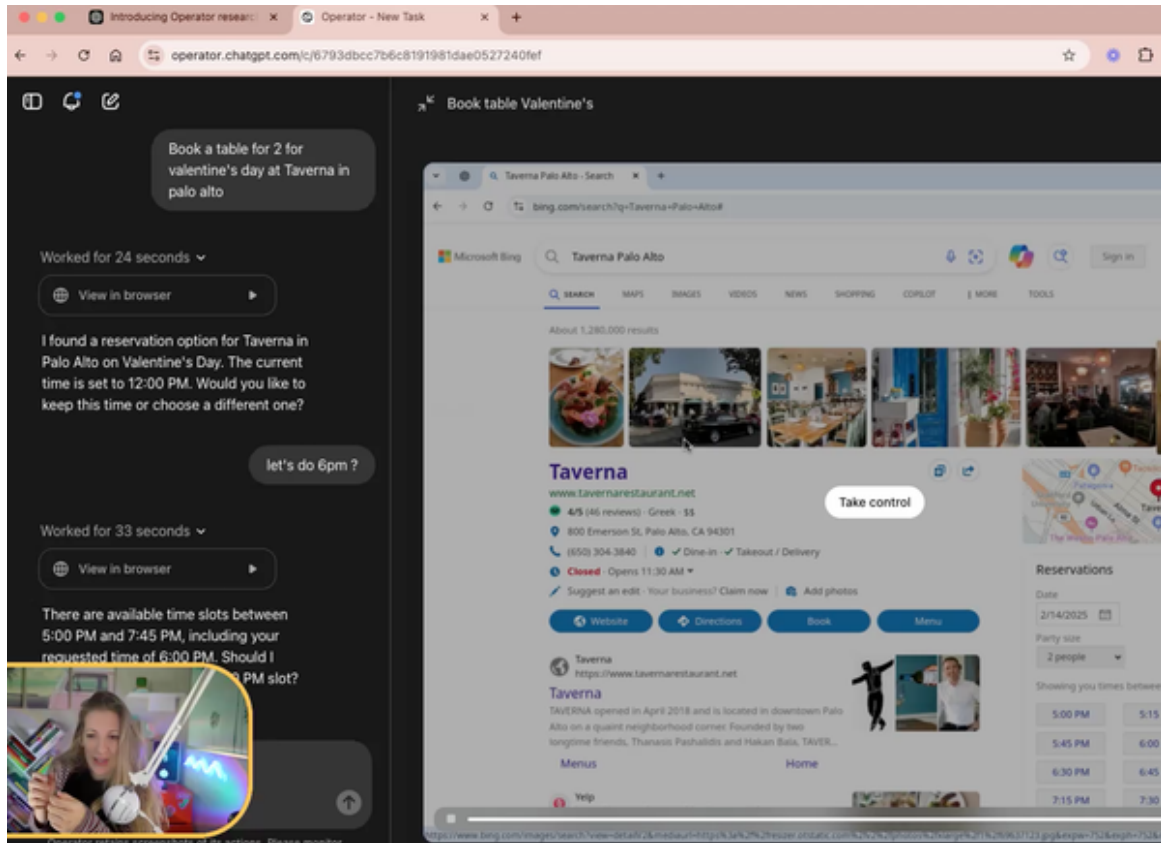 Introducing Operator researc
Operator - New Task
operator.chatgpt.com/c/6793dbcc7b6c8191981dae0527240fef
Book table Valentine's
Book a table for 2 for
valentine's day at Taverna in
palo alto
Worked for 24 seconds
View in browser
I found a reservation option for Taverna in
Palo Alto on Valentine's Day. The current
time is set to 12:00 PM. Would you like to
keep this time or choose a different one?
let's do 6pm ?
Worked for 33 seconds
View in browser
There are available time slots between
5:00 PM and 7:45 PM, including your
requested time of 6:00 PM. Should I
PM slot?
Taverna Palo Alto - Search
bing.com/search?q=Taverna+Palo+Alto#
Microsoft Bing
Taverna Palo Alto
Sign in
SEARCH MAPS IMAGES VIDEOS NEWS SHOPPING COPILOT MORE TOOLS
About 1,280,000 results
Taverna
www.tavernarestaurant.net
4/5 (46 reviews) · Greek · $$
800 Emerson St, Palo Alto, CA 94301
(650) 304-3840 Dine-in · Takeout / Delivery
Closed · Opens 11:30 AM
Suggest an edit · Your business? Claim now Add photos
Website Directions Book Menu
Take control
Taverna
https://www.tavernarestaurant.net
Taverna
TAVERNA opened in April 2018 and is located in downtown Palo
Alto on a quaint neighborhood corner. Founded by two
longtime friends, Thanasis Pashalidis and Hakan Bala, TAVER...
Menus Home
Yelp
Reservations
Date
2/14/2025
Party size
2 people
Showing you times betwee
5:00 PM 5:15
5:45 PM 6:00
6:30 PM 6:45
7:15 PM 7:30